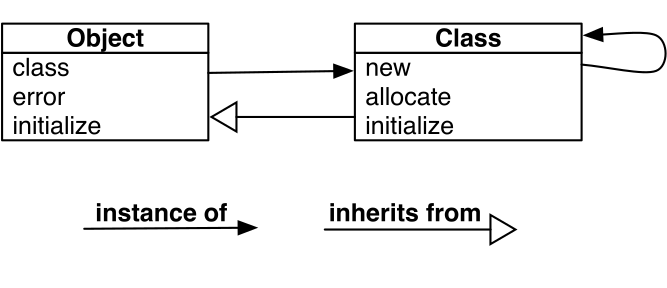 Object
class
error
initialize
Class
new
allocate
initialize
instance of
inherits from